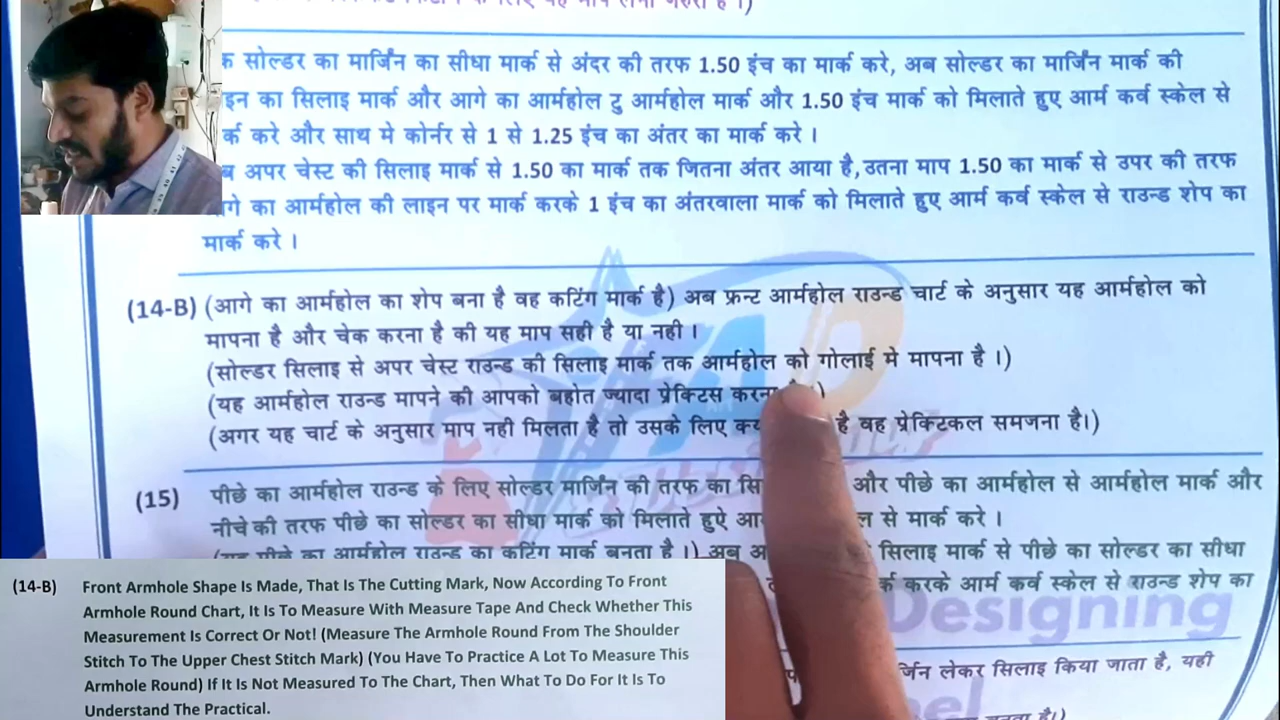 सोल्डर का मार्जिन का सीधा मार्क से अंदर की तरफ 1.50 इंच का मार्क करे, अब सोल्डर का मार्जिन मार्क की
का सिलाइ मार्क और आगे का आर्महोल टु आर्महोल मार्क और 1.50 इंच मार्क को मिलाते हुए आर्म कर्व स्केल से
करे और साथ मे कोर्नर से 1 से 1.25 इंच का अंतर का मार्क करे ।
अपर चेस्ट की सिलाइ मार्क से 1.50 का मार्क तक जितना अंतर आया है, उतना माप 1.50 का मार्क से उपर की तरफ
का आर्महोल की लाइन पर मार्क करके 1 इंच का अंतरवाला मार्क को मिलाते हुए आर्म कर्व स्केल से राउन्ड शेप का
मार्क करे ।
(14-B) (आगे का आर्महोल का शेप बना है वह कटिंग मार्क है) अब फ्रन्ट आर्महोल राउन्ड चार्ट के अनुसार यह आर्महोल को
मापना है और चेक करना है की यह माप सही है या नही ।
(सोल्डर सिलाइ से अपर चेस्ट राउन्ड की सिलाइ मार्क तक आर्महोल को गोलाई मे मापना है ।)
(यह आर्महोल राउन्ड मापने की आपको बहोत ज्यादा प्रेक्टिस
(अगर यह चार्ट के अनुसार माप नही मिलता है तो उसके लिए है वह प्रेक्टिकल समजना है।)
(15) पीछे का आर्महोल राउन्ड के लिए सोल्डर मार्जिन की तरफ का और पीछे का आर्महोल से आर्महोल मार्क और
नीचे की तरफ पीछे का सोल्डर का सीधा मार्क को मिलाते हुऐ से मार्क करे ।
पीछे का आर्महोल राउन्ड का कटिंग मार्क बनता है ।) अब सिलाइ मार्क से पीछे का सोल्डर का सीधा
करके आर्म कर्व स्केल से राउन्ड शेप का
Designing
लेकर सिलाइ किया जाता है, यही
(14-B) Front Armhole Shape Is Made, That Is The Cutting Mark, Now According To Front
Armhole Round Chart, It Is To Measure With Measure Tape And Check Whether This
Measurement Is Correct Or Not! (Measure The Armhole Round From The Shoulder
Stitch To The Upper Chest Stitch Mark) (You Have To Practice A Lot To Measure This
Armhole Round) If It Is Not Measured To The Chart, Then What To Do For It Is To
Understand The Practical.